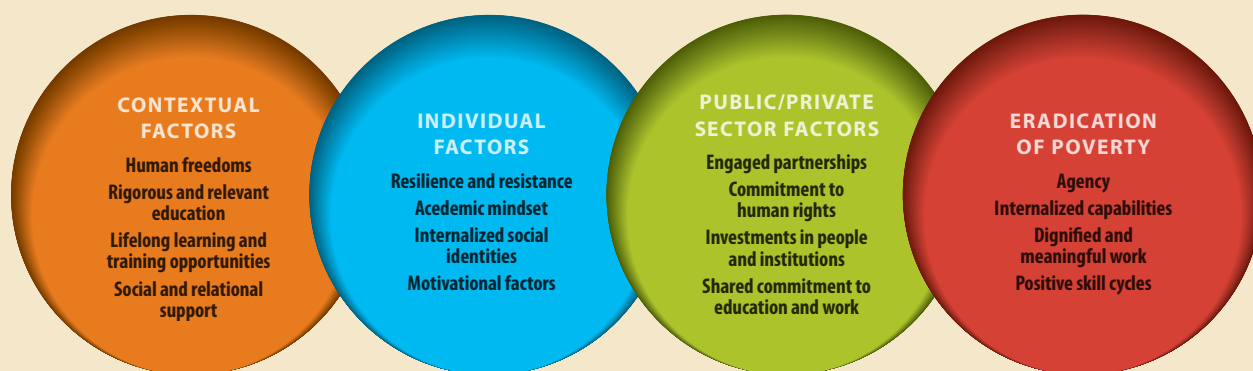 CONTEXTUAL
FACTORS
Human freedoms
Rigorous and relevant
education
Lifelong learning and
training opportunities
Social and relational
support
INDIVIDUAL
FACTORS
Resilience and resistance
Acedemic mindset
Internalized social
identities
Motivational factors
PUBLIC/PRIVATE
SECTOR FACTORS
Engaged partnerships
Commitment to
human rights
Investments in people
and institutions
Shared commitment to
education and work
ERADICATION
OF POVERTY
Agency
Internalized capabilities
Dignified and
meaningful work
Positive skill cycles